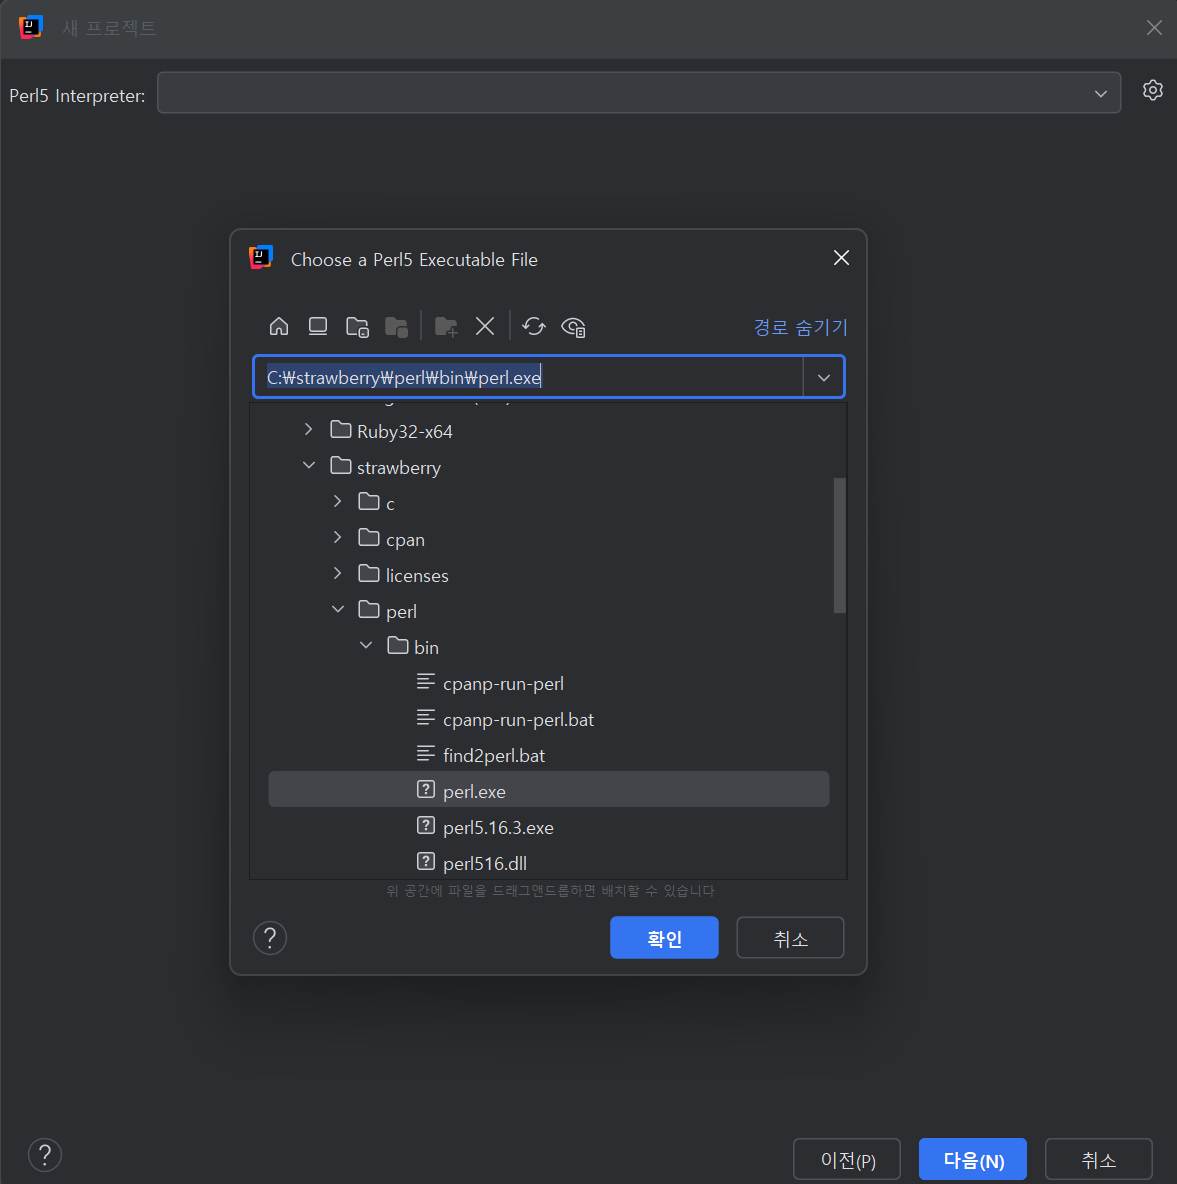 새 프로젝트
Perl5 Interpreter:
Choose a Perl5 Executable File
경로 숨기기
C:₩strawberry₩perl₩bin₩perl.exe
Ruby32-x64
strawberry
c
cpan
licenses
perl
bin
cpanp-run-perl
cpanp-run-perl.bat
find2perl.bat
perl.exe
perl5.16.3.exe
perl516.dll
위 공간에 파일을 드래그앤드롭하면 배치할 수 있습니다
확인
취소
이전(P)
다음(N)
취소